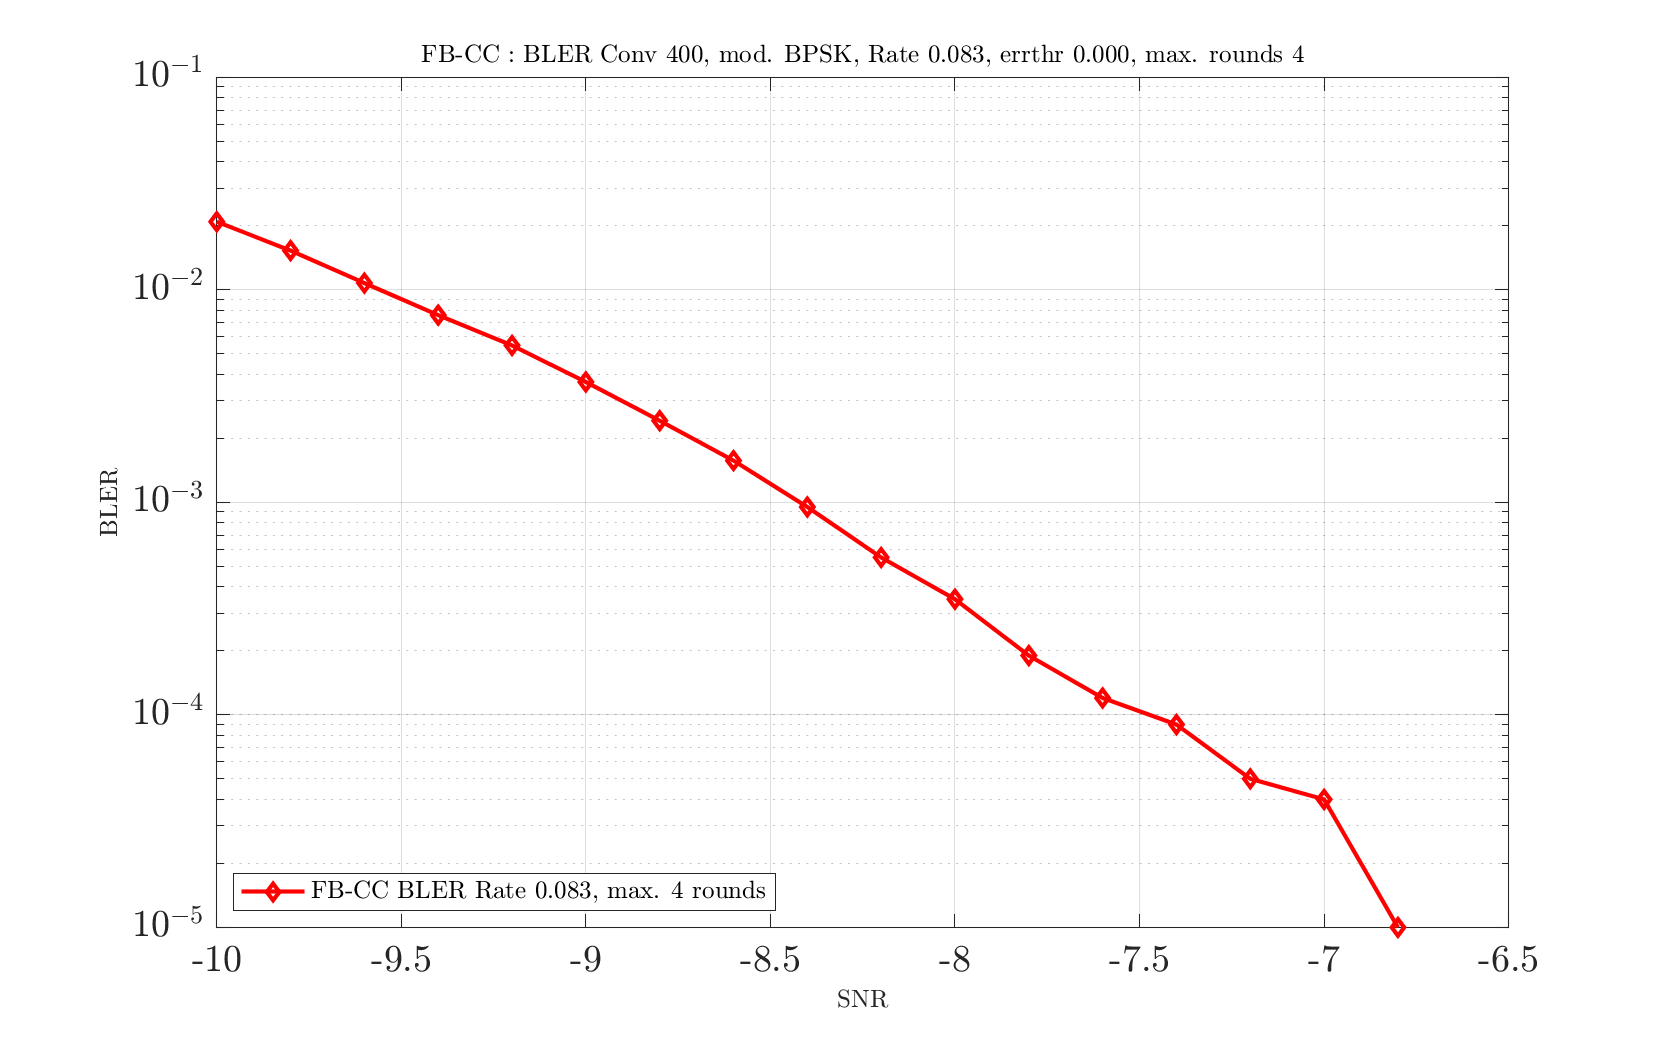 FB-CC : BLER Conv 400, mod. BPSK, Rate 0.083, errthr 0.000, max. rounds 4
10⁻¹
10⁻²
10⁻³
10⁻⁴
10⁻⁵
BLER
FB-CC BLER Rate 0.083, max. 4 rounds
-10 -9.5 -9 -8.5 -8 -7.5 -7 -6.5
SNR